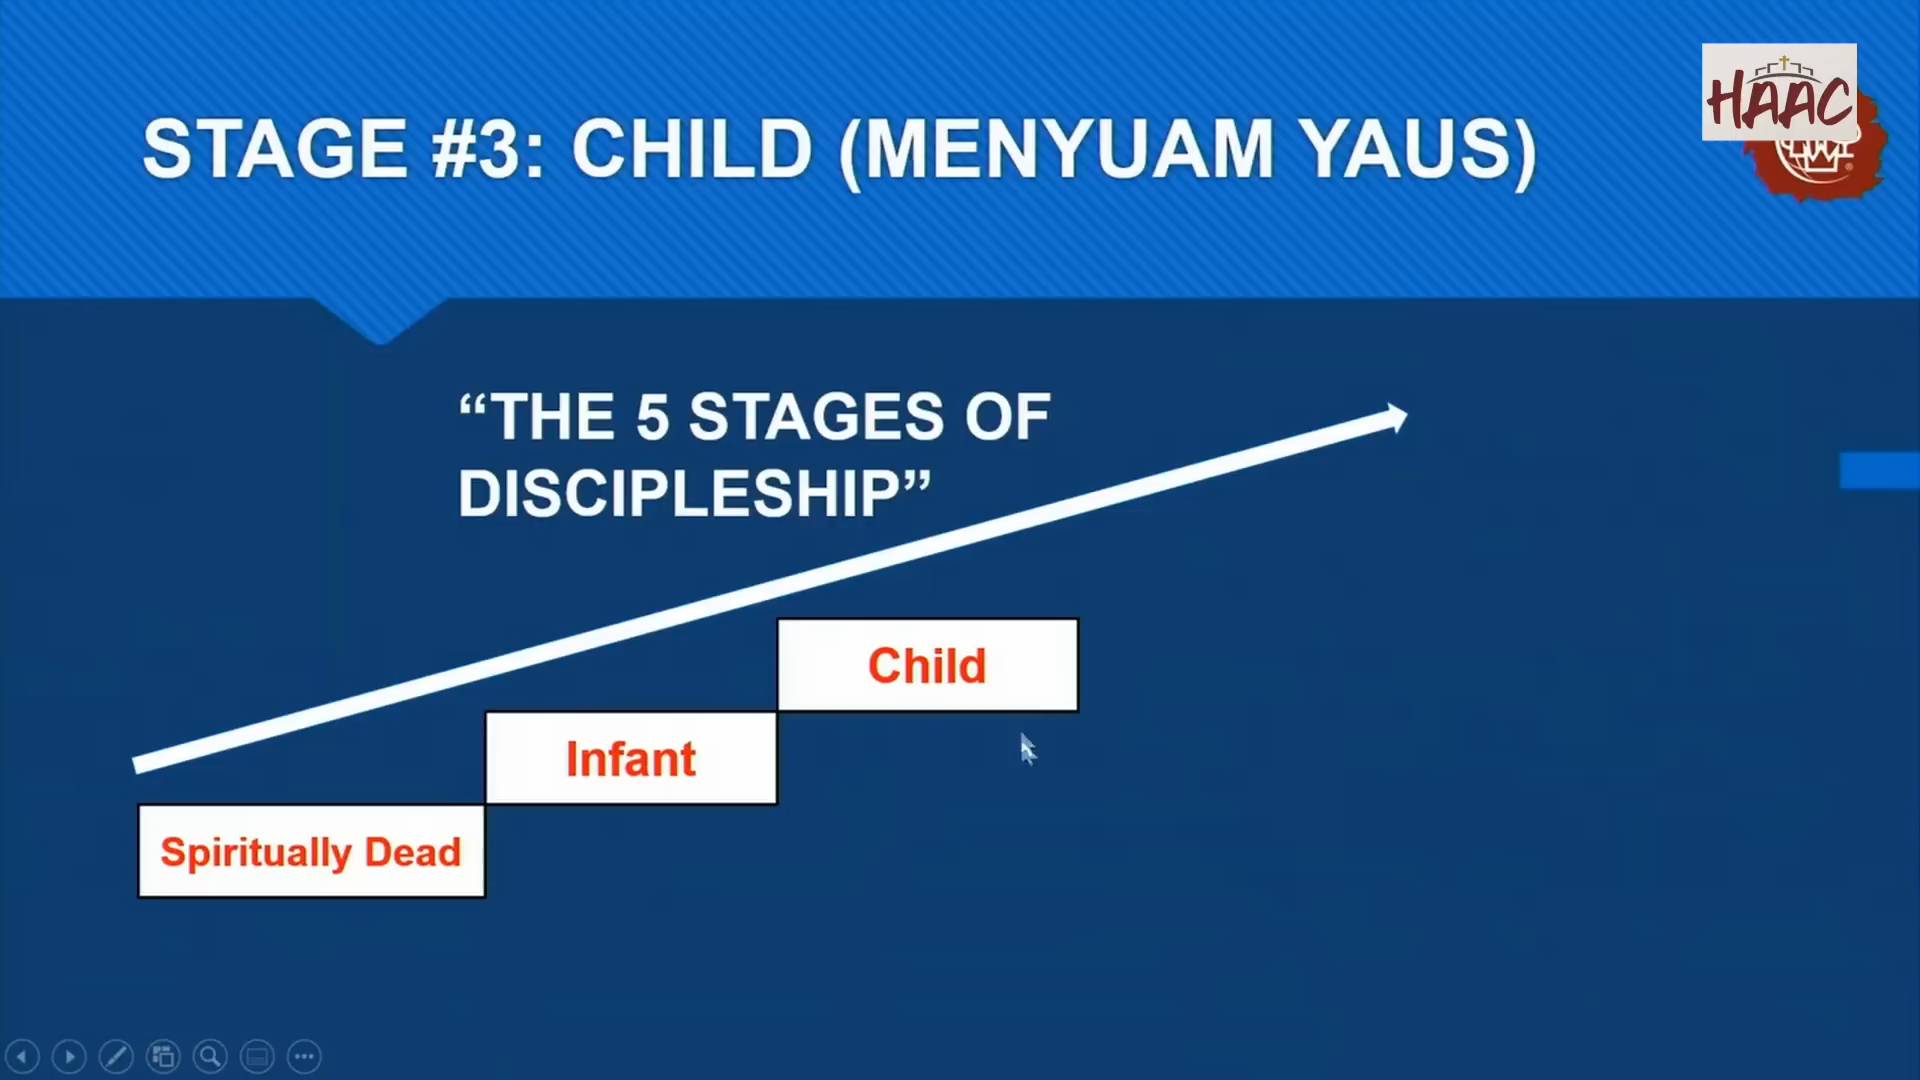 STAGE #3: CHILD (MENYUAM YAUS)
HAAC
“THE 5 STAGES OF
DISCIPLESHIP”
Child
Infant
Spiritually Dead